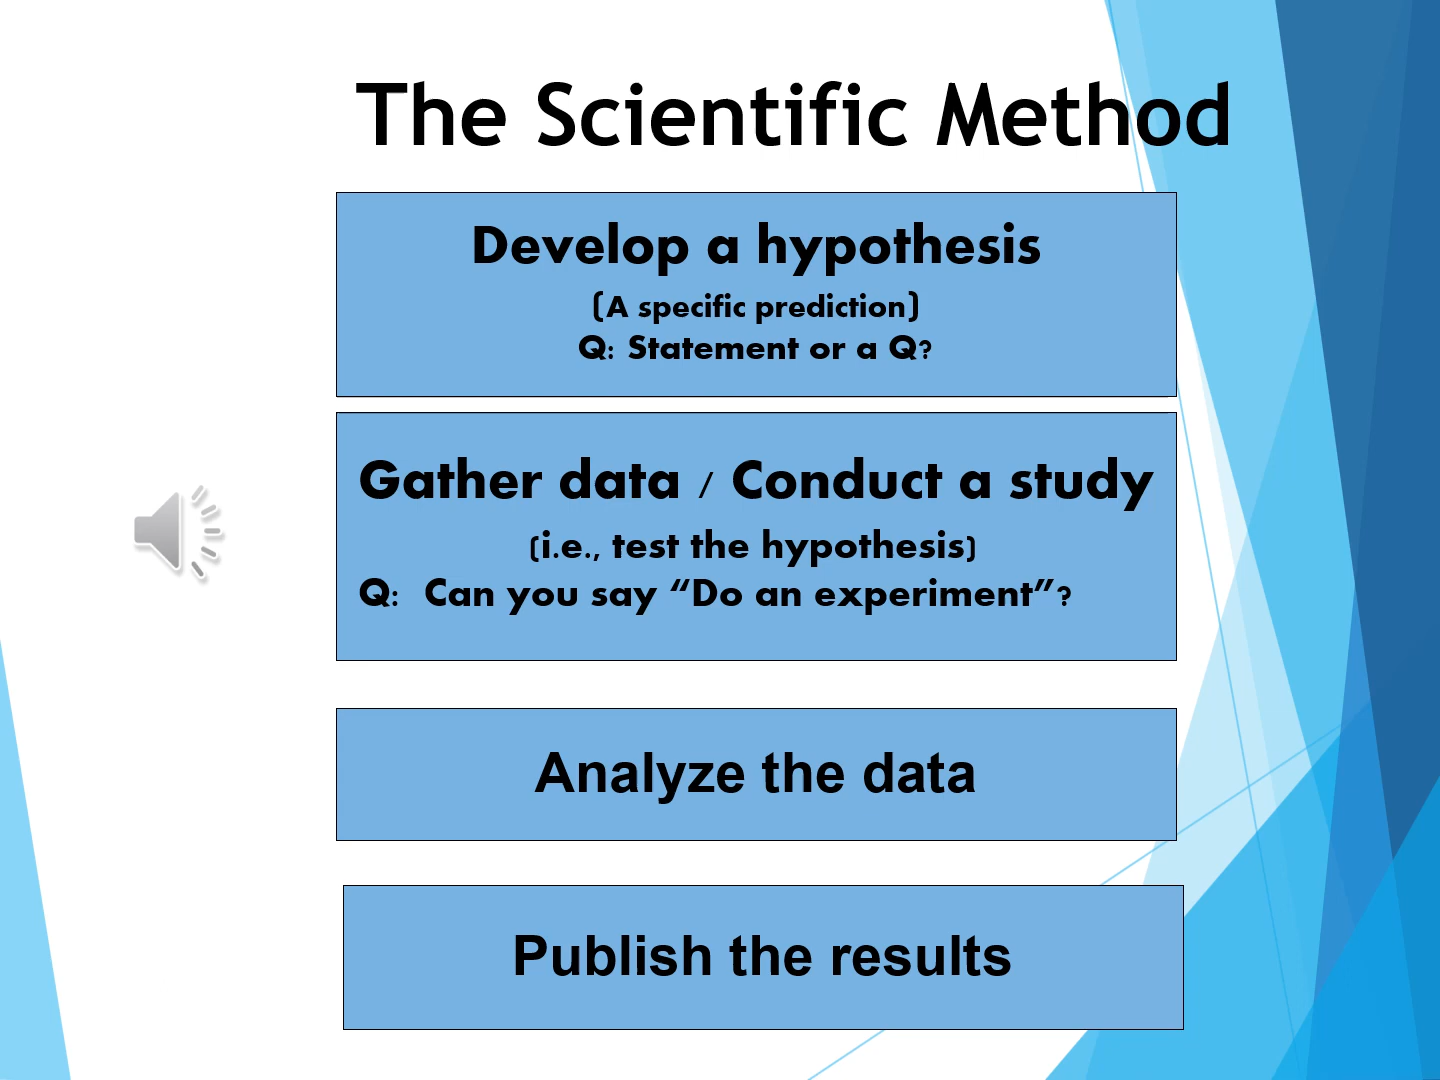 The Scientific Method
Develop a hypothesis
(A specific prediction)
Q: Statement or a Q?
Gather data / Conduct a study
(i.e., test the hypothesis)
Q: Can you say “Do an experiment”?
Analyze the data
Publish the results